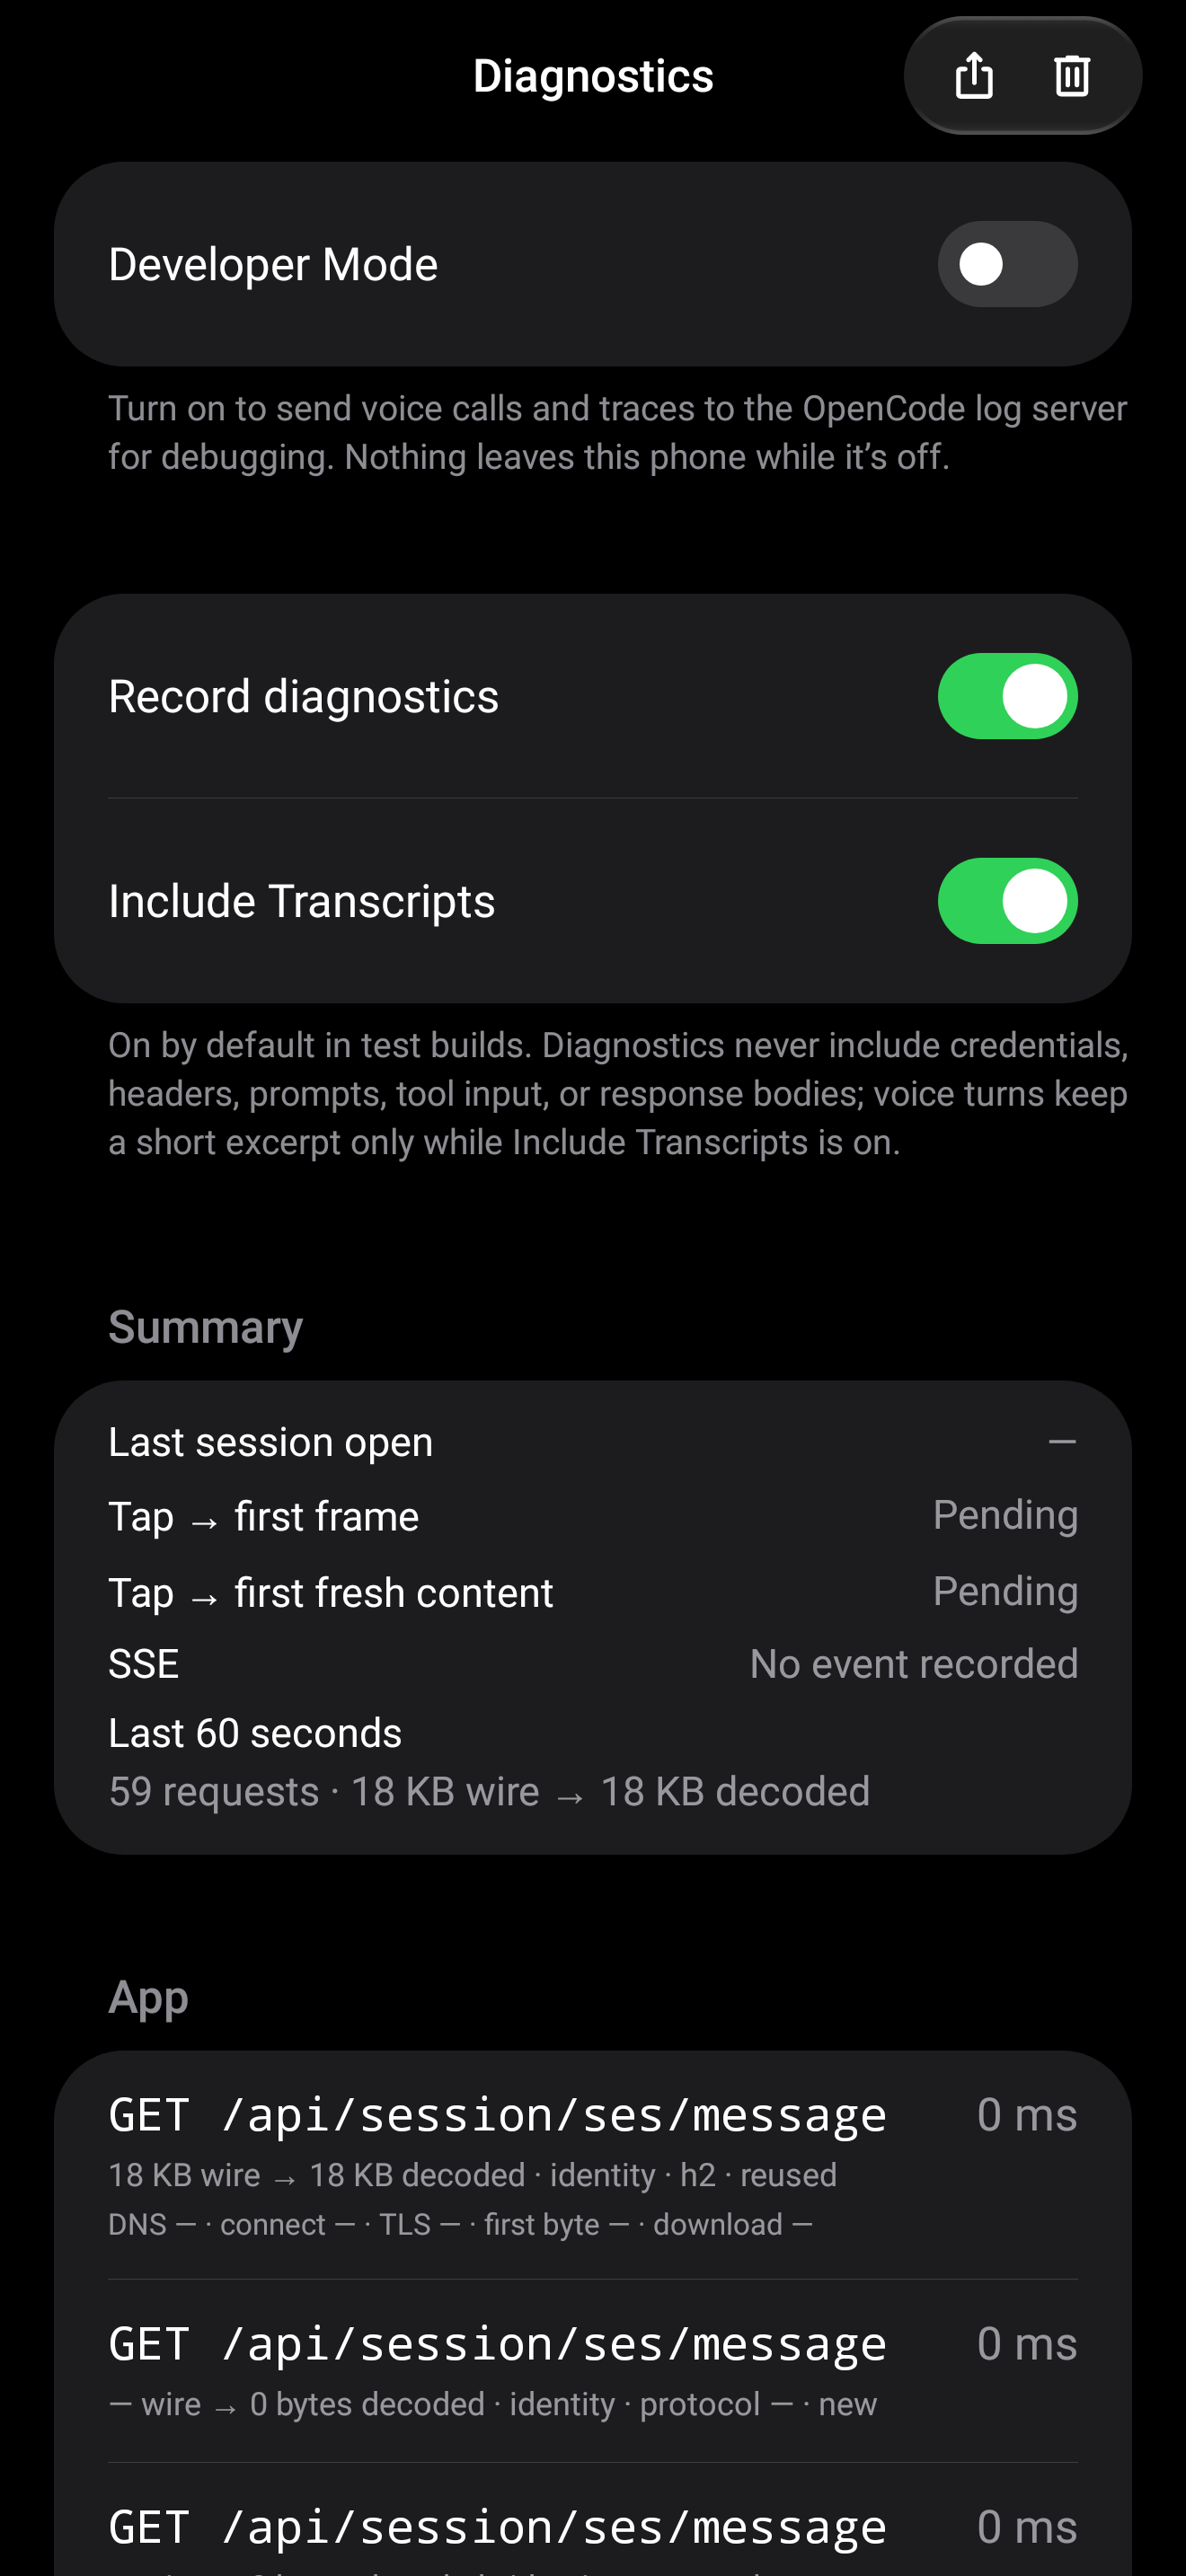 Diagnostics
Developer Mode
Turn on to send voice calls and traces to the OpenCode log server
for debugging. Nothing leaves this phone while it’s off.
Record diagnostics
Include Transcripts
On by default in test builds. Diagnostics never include credentials,
headers, prompts, tool input, or response bodies; voice turns keep
a short excerpt only while Include Transcripts is on.
Summary
Last session open –
Tap → first frame Pending
Tap → first fresh content Pending
SSE No event recorded
Last 60 seconds
59 requests · 18 KB wire → 18 KB decoded
App
GET /api/session/ses/message 0 ms
18 KB wire → 18 KB decoded · identity · h2 · reused
DNS – · connect – · TLS – · first byte – · download –
GET /api/session/ses/message 0 ms
– wire → 0 bytes decoded · identity · protocol – · new
GET /api/session/ses/message 0 ms